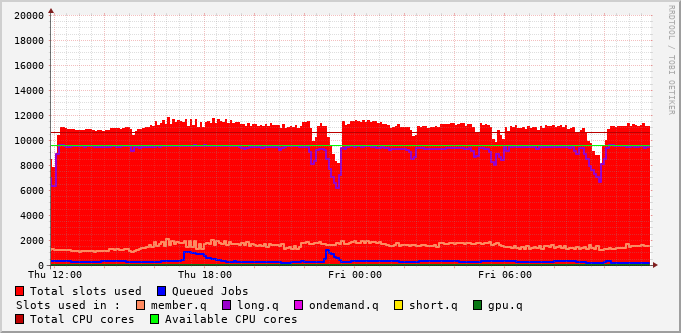 20000
18000
16000
14000
12000
10000
8000
6000
4000
2000
0
Thu 12:00 Thu 18:00 Fri 00:00 Fri 06:00
Total slots used Queued Jobs
Slots used in : member.q long.q ondemand.q short.q gpu.q
Total CPU cores Available CPU cores
RRDTOOL / TOBI OETIKER